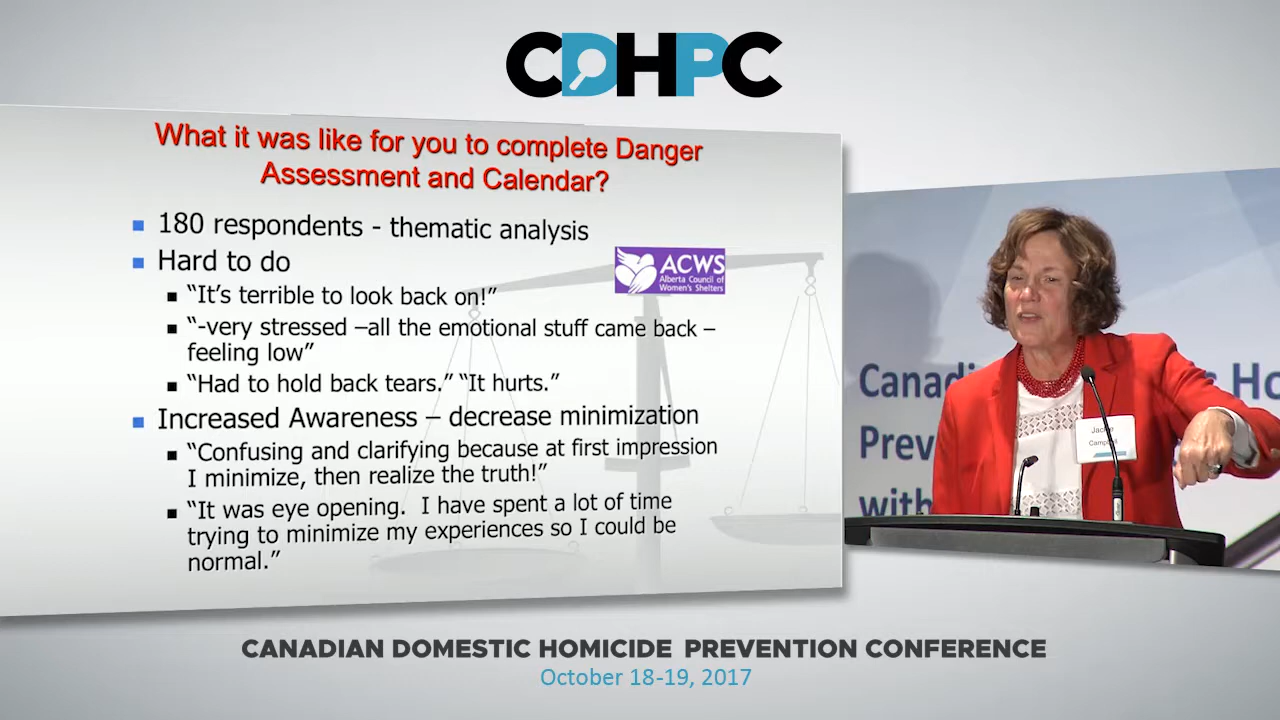 CDHPC
What it was like for you to complete Danger
Assessment and Calendar?
180 respondents - thematic analysis
Hard to do
"It's terrible to look back on!"
"-very stressed –all the emotional stuff came back –
feeling low"
"Had to hold back tears." "It hurts."
Increased Awareness – decrease minimization
"Confusing and clarifying because at first impression
I minimize, then realize the truth!"
"It was eye opening. I have spent a lot of time
trying to minimize my experiences so I could be
normal."
ACWS
Alberta Council of
Women's Shelters
Canadi
Ho
Prev
with
CANADIAN DOMESTIC HOMICIDE PREVENTION CONFERENCE
October 18-19, 2017